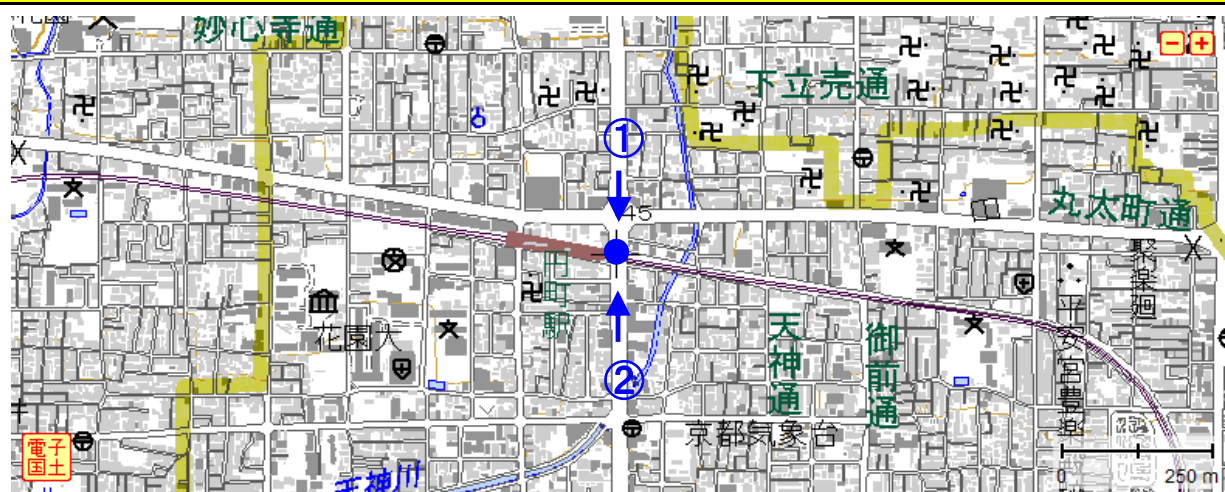 妙心寺通
下立売通
①
45
丸太町通
聚楽廻
円町駅
花園大
天神通
御前通
平安宮豊楽
②
京都気象台
天神川
電子
国土
0
250 m